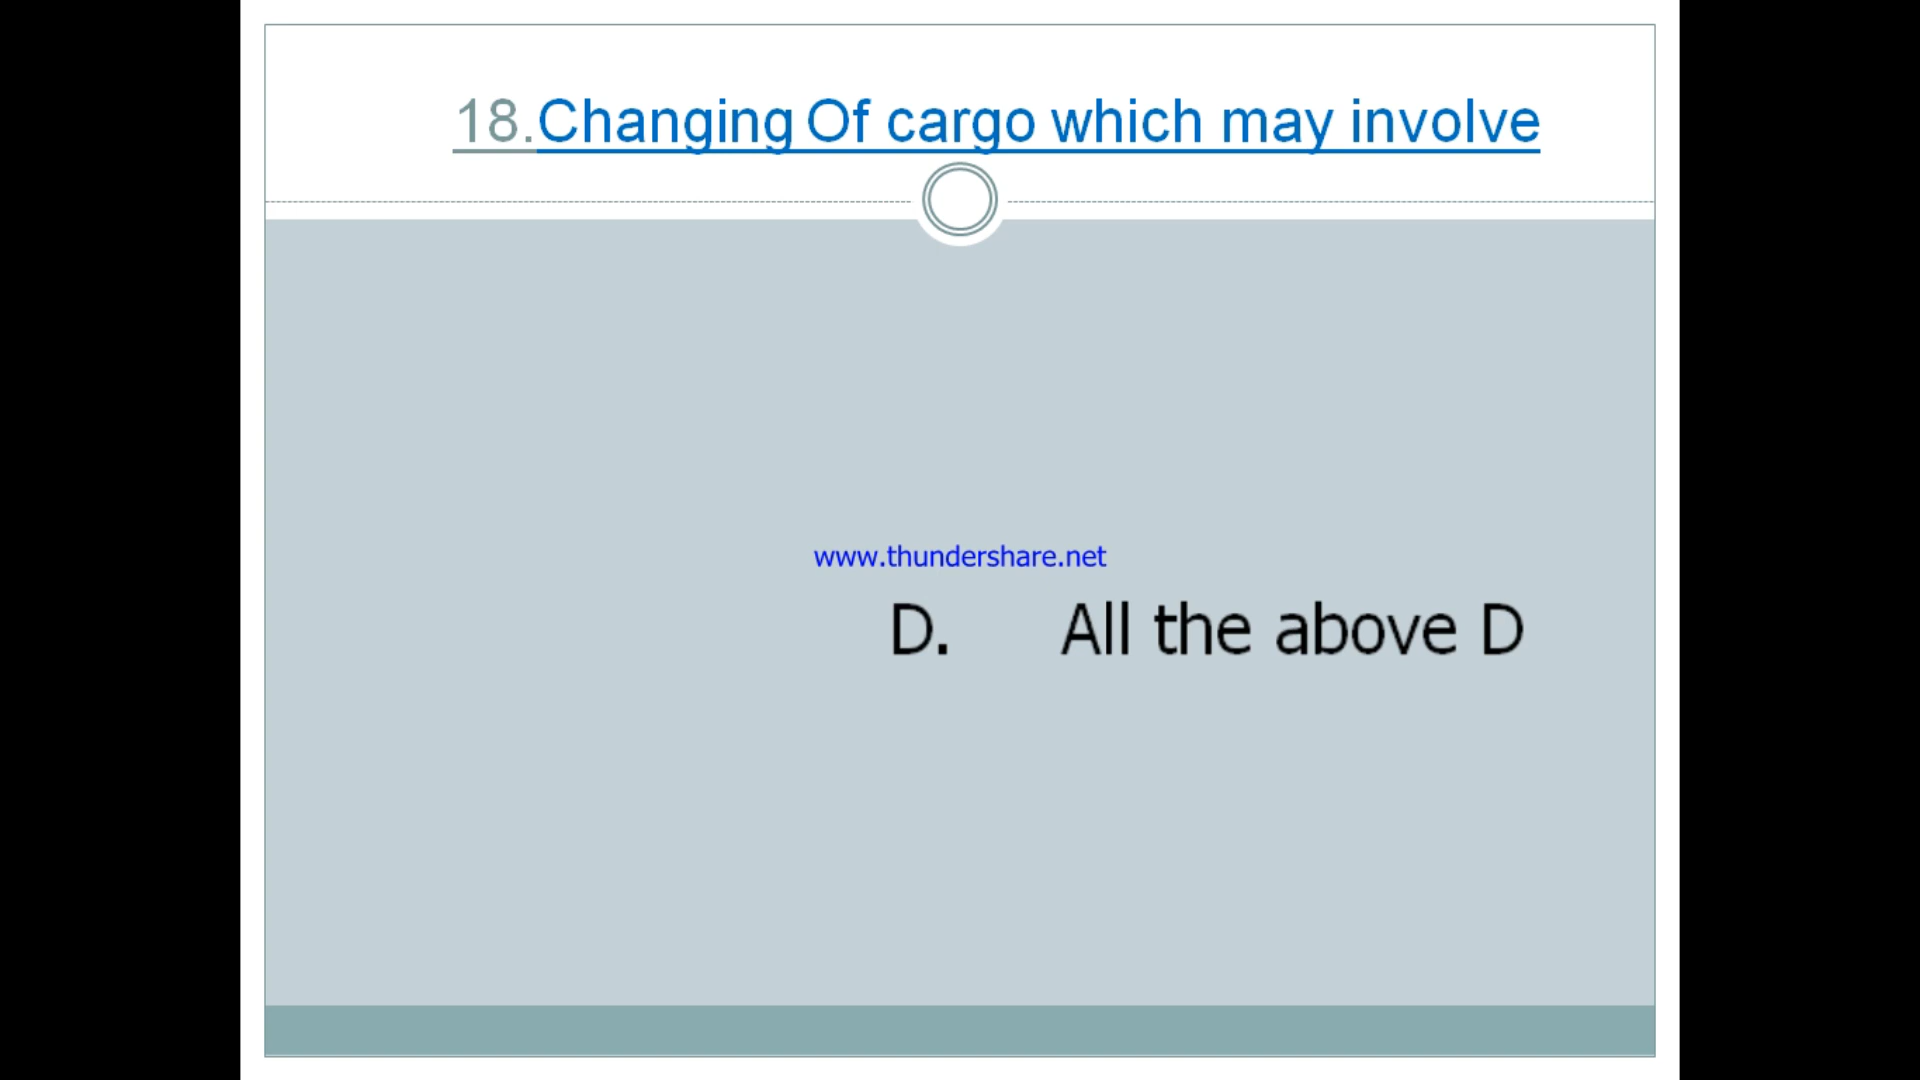 18.Changing Of cargo which may involve
www.thundershare.net
D. All the above D